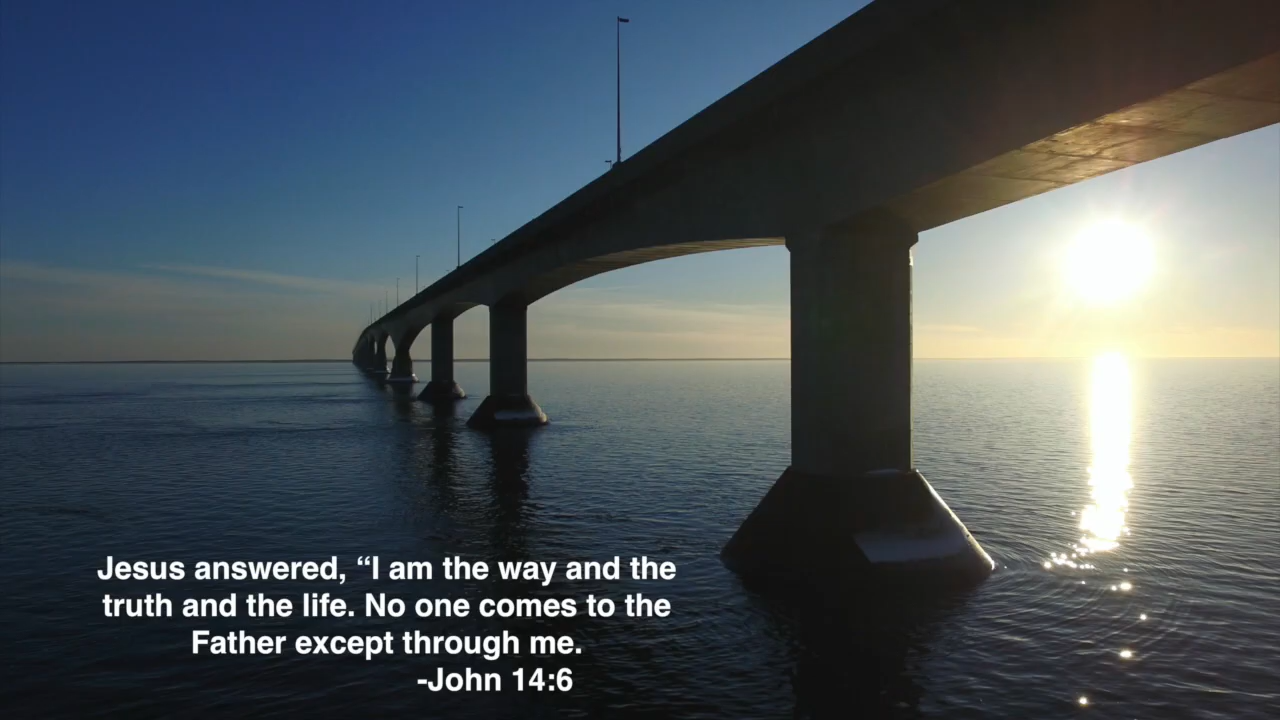 Jesus answered, “I am the way and the
truth and the life. No one comes to the
Father except through me.
-John 14:6